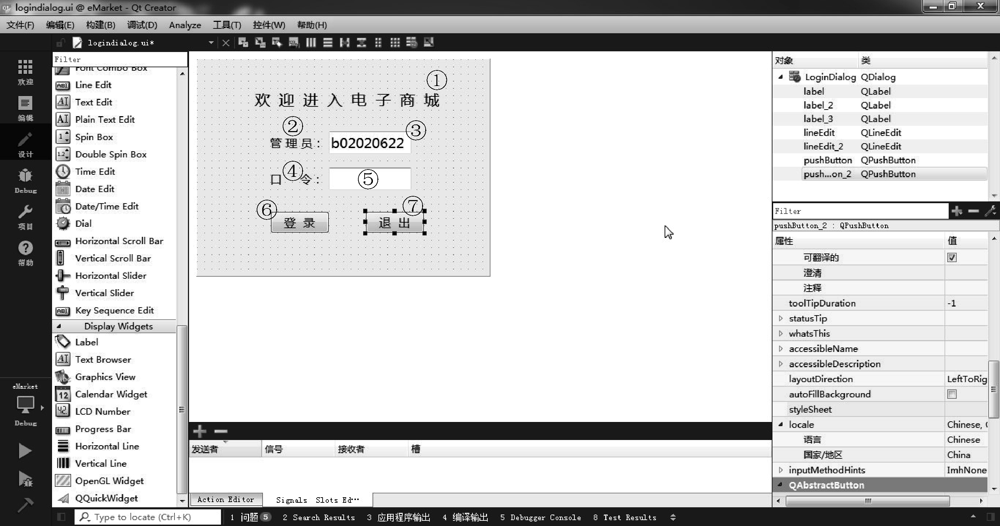 logindialog.ui @ eMarket - Qt Creator
文件(F) 编辑(E) 构建(B) 调试(D) Analyze 工具(T) 控件(W) 帮助(H)
logindialog.ui*
欢迎
编辑
设计
Debug
项目
帮助
eMarket
Debug
Filter
Font Combo Box
Line Edit
Text Edit
Plain Text Edit
Spin Box
Double Spin Box
Time Edit
Date Edit
Date/Time Edit
Dial
Horizontal Scroll Bar
Vertical Scroll Bar
Horizontal Slider
Vertical Slider
Key Sequence Edit
Display Widgets
Label
Text Browser
Graphics View
Calendar Widget
LCD Number
Progress Bar
Horizontal Line
Vertical Line
OpenGL Widget
QQuickWidget
①
欢迎进入电子商城
②
③
管理员: b02020622
④
口 令: ⑤
⑥
⑦
登 录 退 出
发送者 信号 接收者 槽
Action Editor Signals Slots Ed…
对象 类
LoginDialog QDialog
label QLabel
label_2 QLabel
label_3 QLabel
lineEdit QLineEdit
lineEdit_2 QLineEdit
pushButton QPushButton
push...on_2 QPushButton
Filter
pushButton_2 : QPushButton
属性 值
可翻译的
澄清
注释
toolTipDuration -1
statusTip
whatsThis
accessibleName
accessibleDescription
layoutDirection LeftToRig
autoFillBackground
styleSheet
locale Chinese,
语言 Chinese
国家/地区 China
inputMethodHints ImhNone
QAbstractButton
Type to locate (Ctrl+K) 1 问题 5 2 Search Results 3 应用程序输出 4 编译输出 5 Debugger Console 8 Test Results